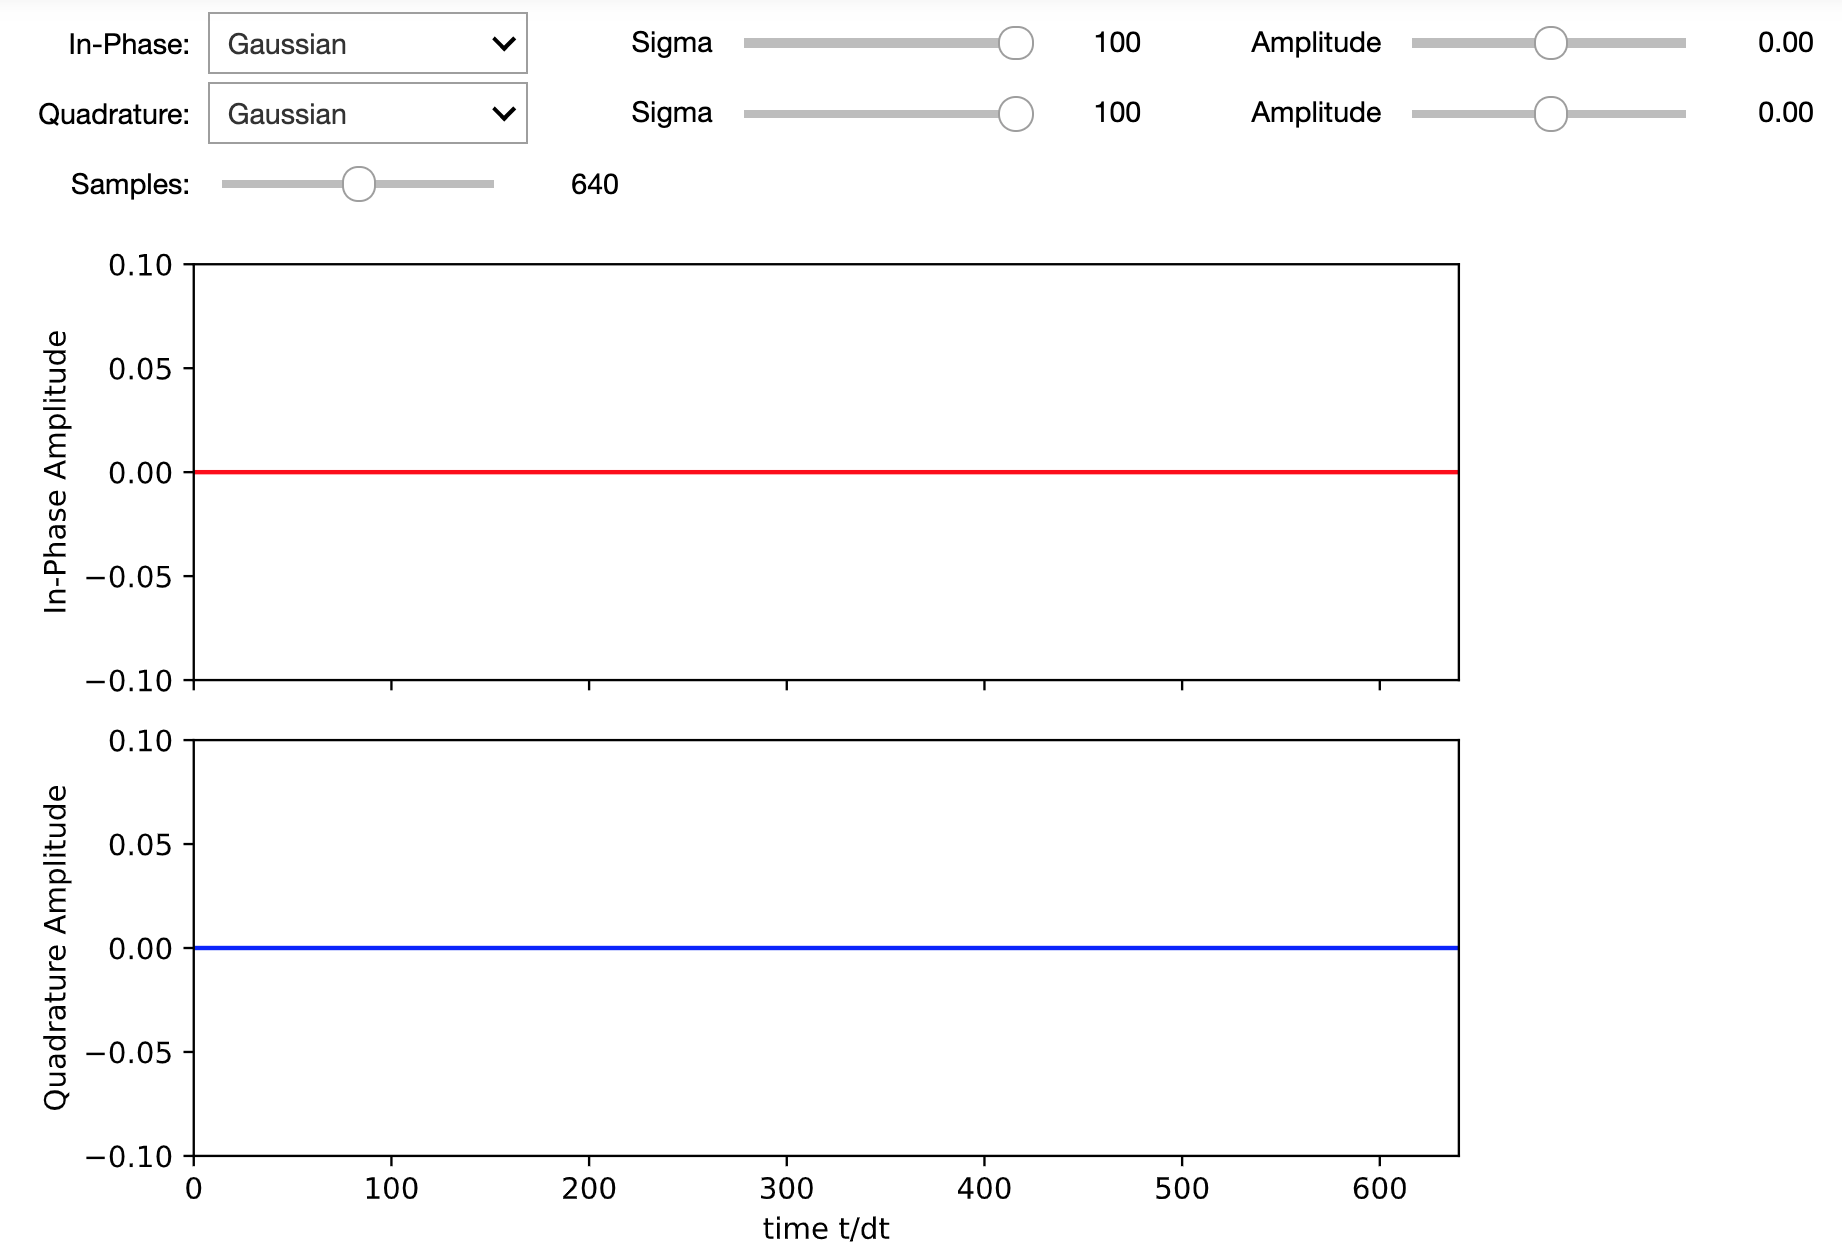 In-Phase: Gaussian Sigma 100 Amplitude 0.00
Quadrature: Gaussian Sigma 100 Amplitude 0.00
Samples: 640
In-Phase Amplitude
0.10
0.05
0.00
−0.05
−0.10
Quadrature Amplitude
0.10
0.05
0.00
−0.05
−0.10
0 100 200 300 400 500 600
time t/dt